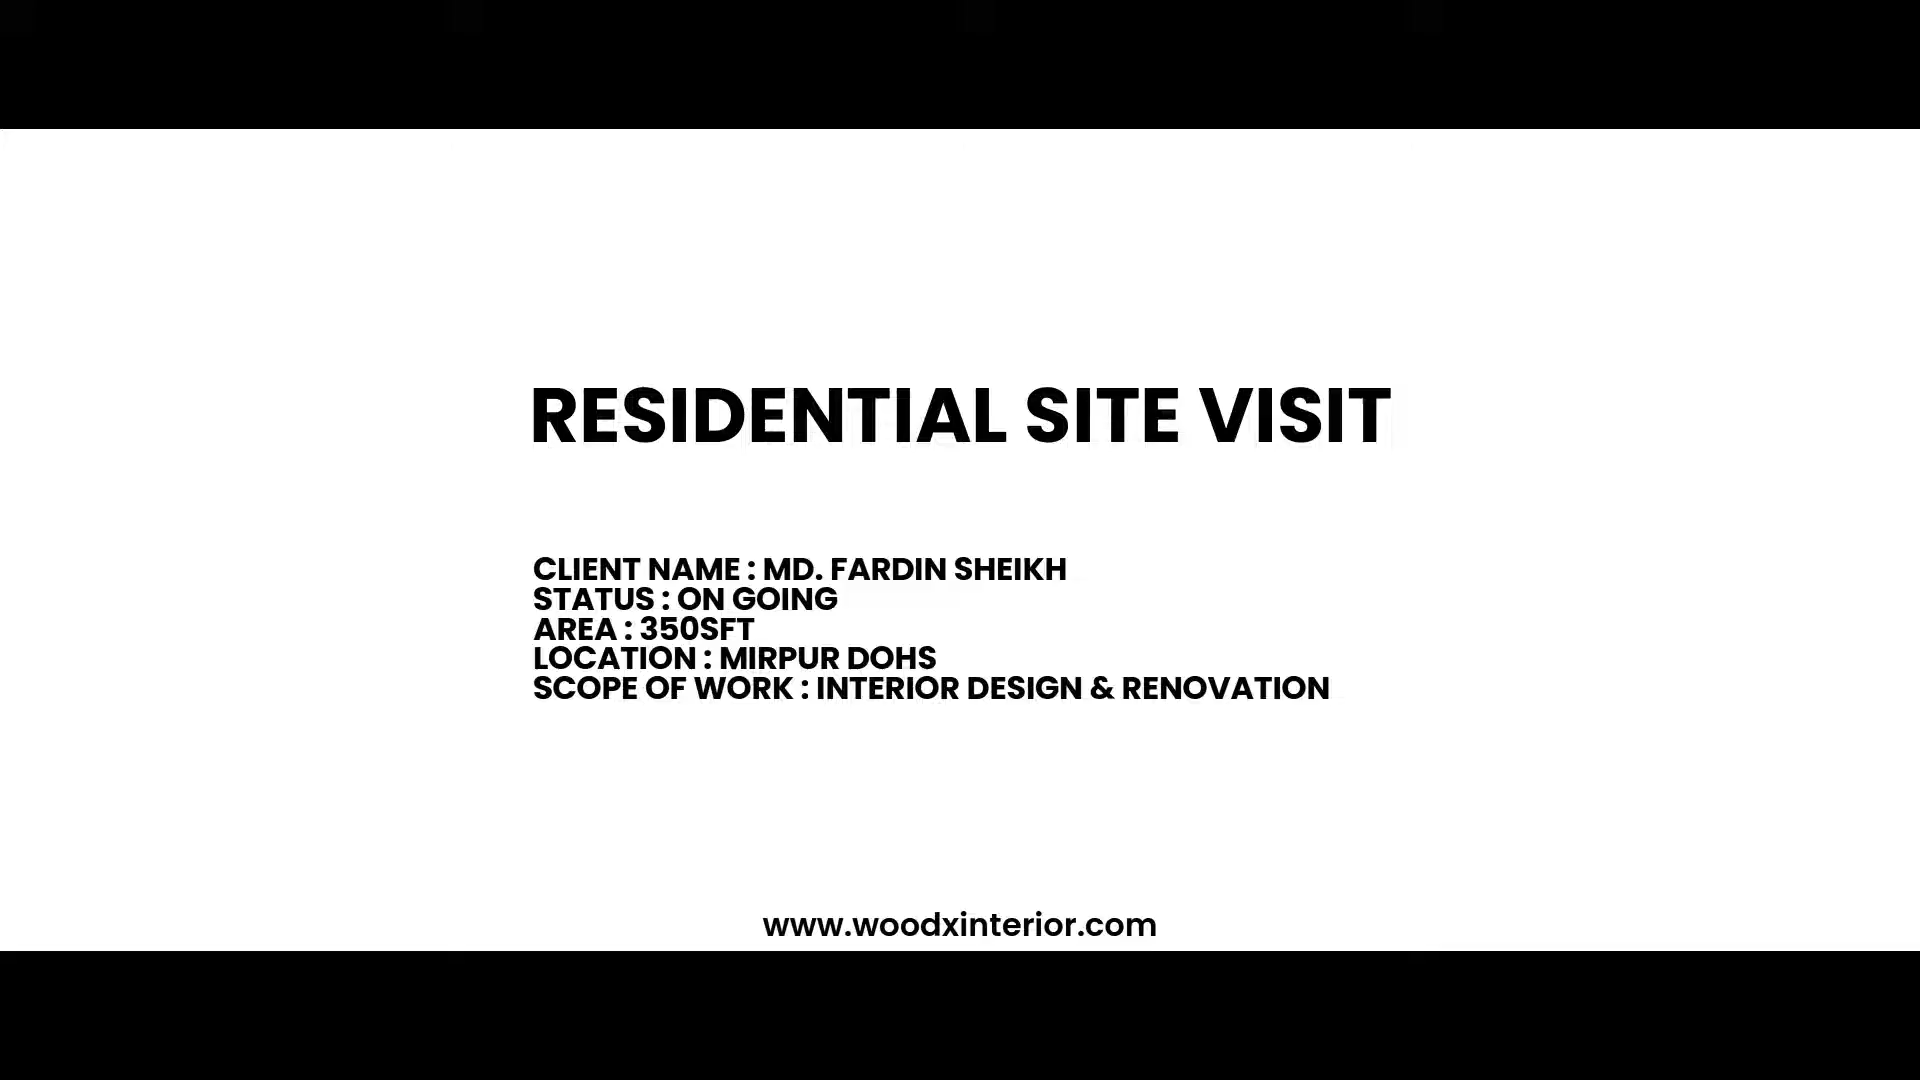 RESIDENTIAL SITE VISIT
CLIENT NAME : MD. FARDIN SHEIKH
STATUS : ON GOING
AREA : 350SFT
LOCATION : MIRPUR DOHS
SCOPE OF WORK : INTERIOR DESIGN & RENOVATION
www.woodxinterior.com